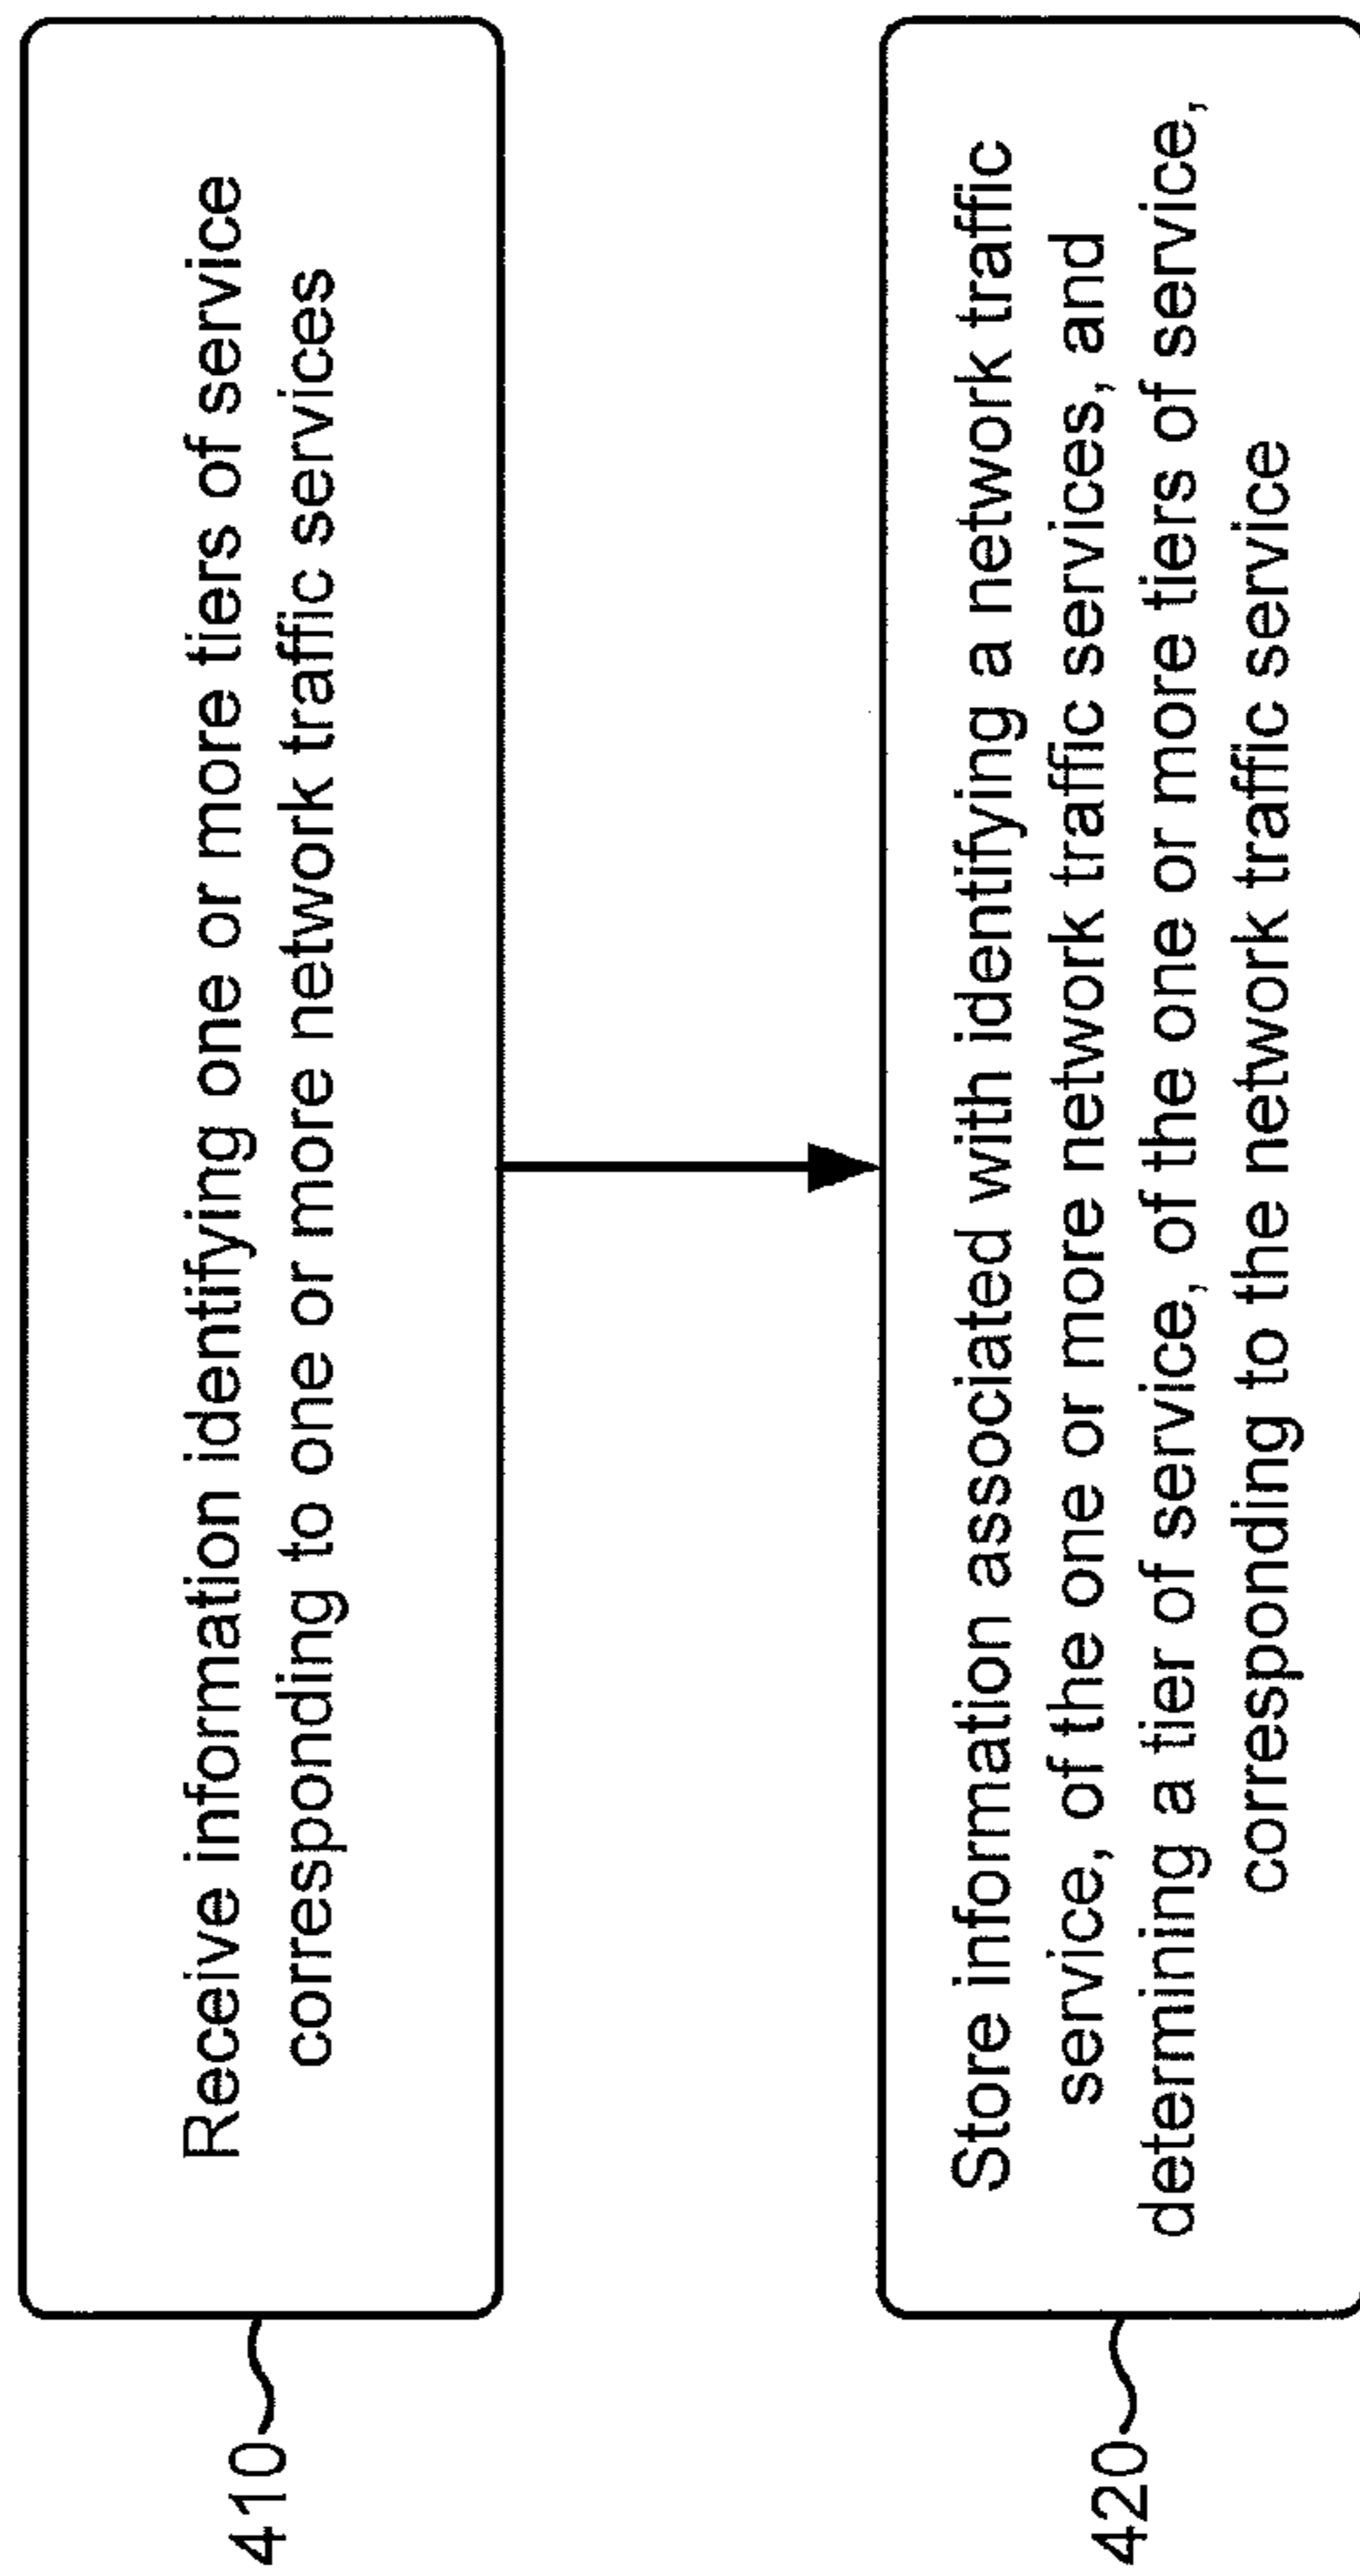 410
Receive information identifying one or more tiers of service
corresponding to one or more network traffic services
420
Store information associated with identifying a network traffic
service, of the one or more network traffic services, and
determining a tier of service, of the one or more tiers of service,
corresponding to the network traffic service